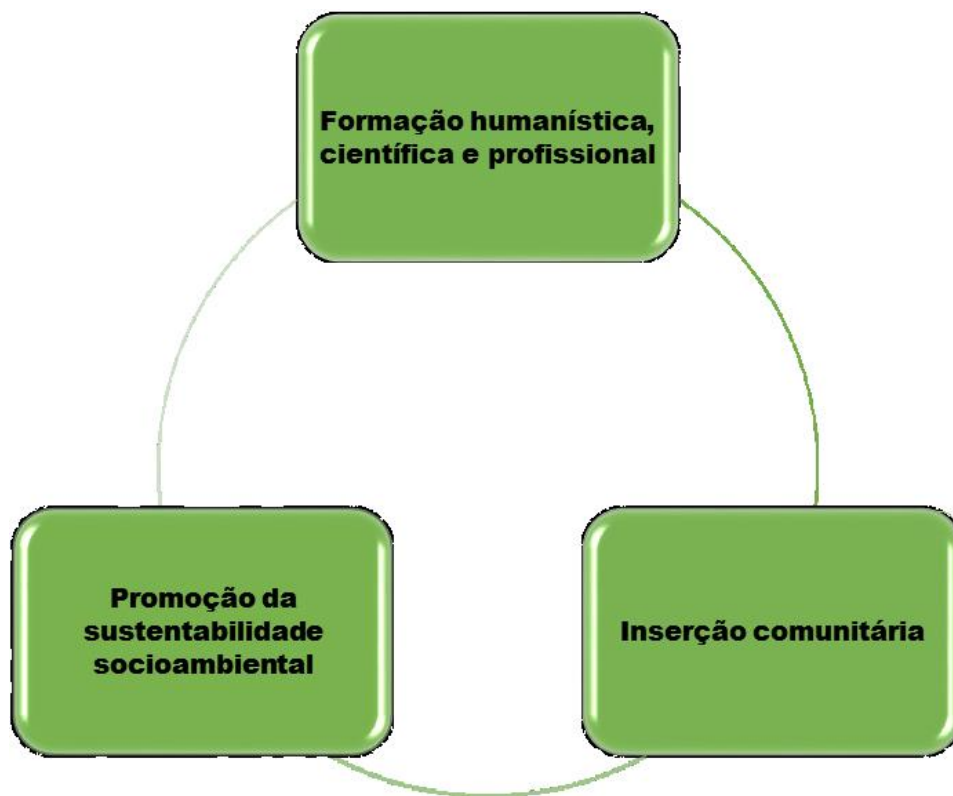 Formação humanística,
científica e profissional
Promoção da
sustentabilidade
socioambiental
Inserção comunitária